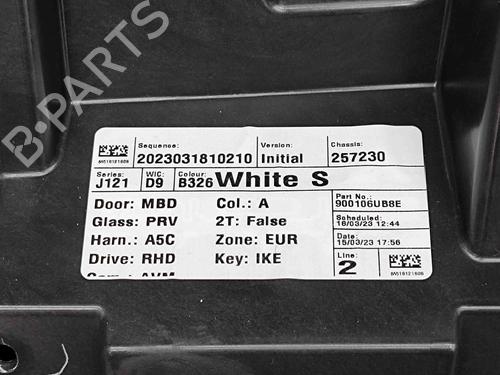 B-PARTS
Sequence: Version: Chassis:
2023031810210 Initial 257230
Series: WIC: Colour:
J121 D9 B326 White S
Door: MBD Col.: A Part No.:
900106UB8E
Glass: PRV 2T: False Scheduled:
16/03/23 12:44
Harn.: A5C Zone: EUR Date:
15/03/23 17:56
Drive: RHD Key: IKE Line:
2